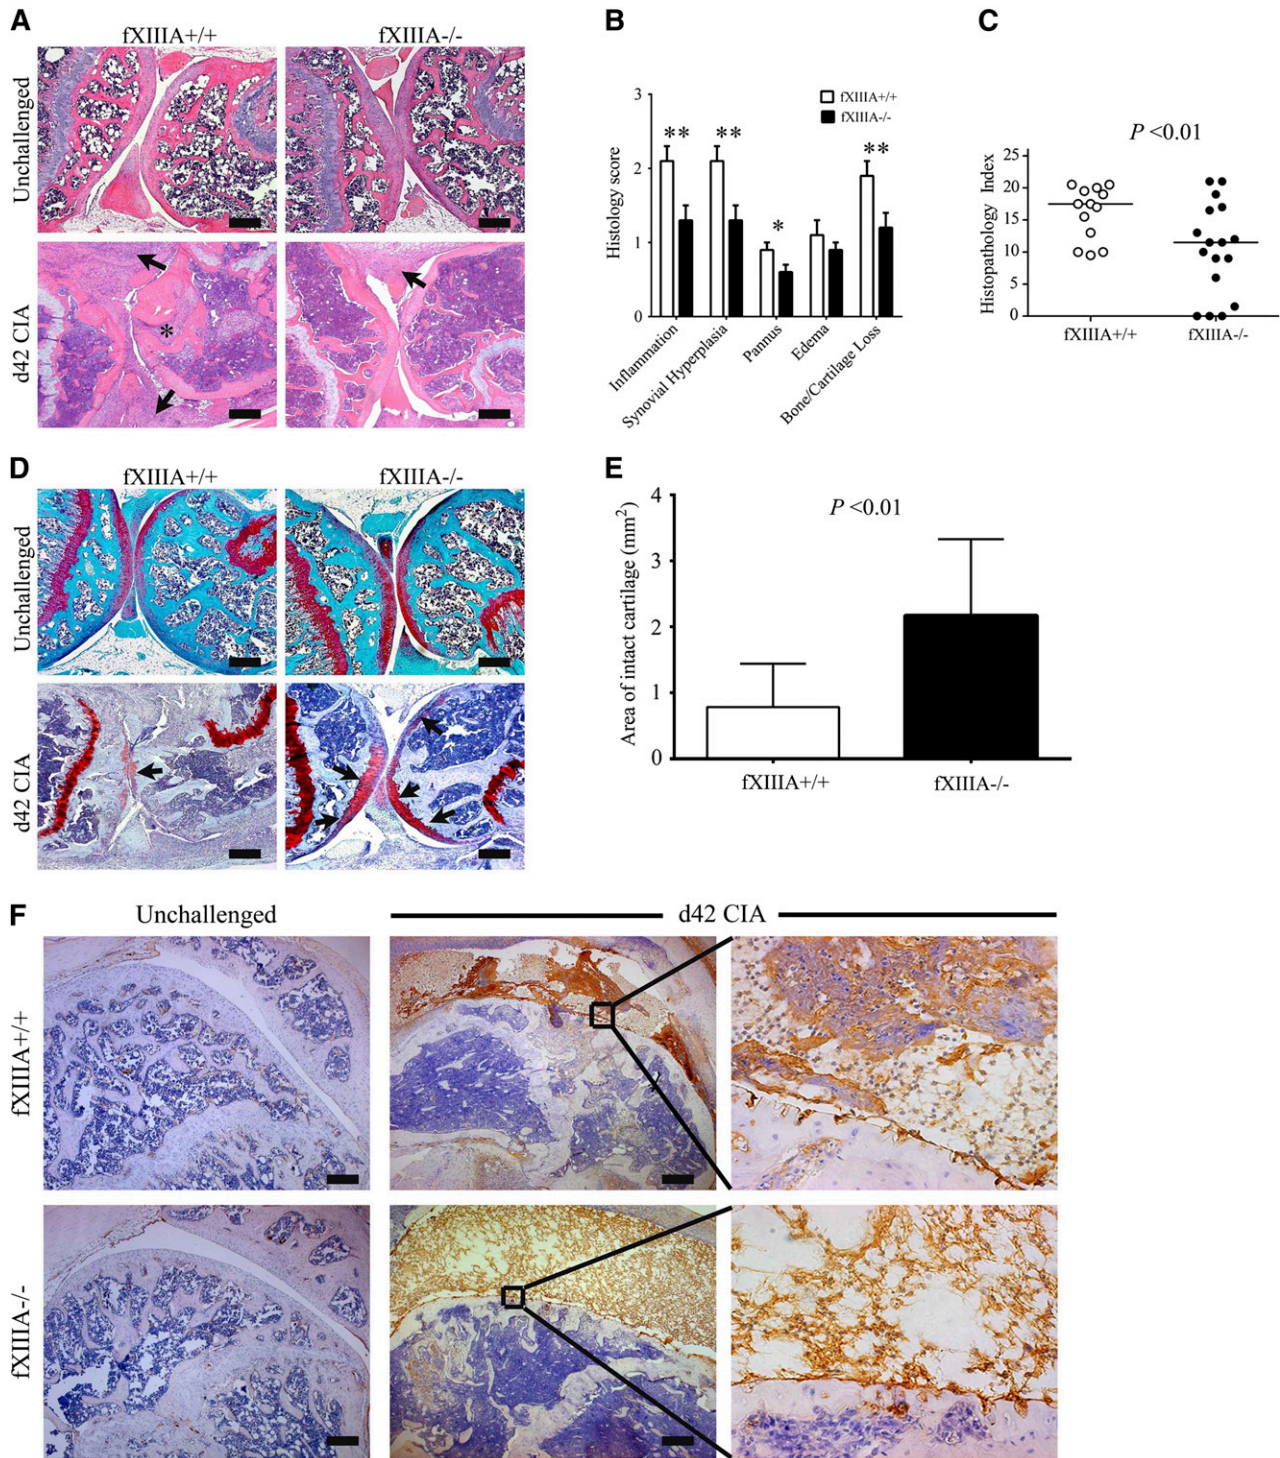 A
fXIIIA+/+
fXIIIA-/-
Unchallenged
d42 CIA
*
B
Histology score
3
2
1
0
fXIIIA+/+
fXIIIA-/-
**
**
*
**
Inflammation
Synovial Hyperplasia
Pannus
Edema
Bone/Cartilage Loss
C
P <0.01
Histopathology Index
25
20
15
10
5
0
fXIIIA+/+
fXIIIA-/-
D
fXIIIA+/+
fXIIIA-/-
Unchallenged
d42 CIA
E
P <0.01
Area of intact cartilage (mm²)
4
3
2
1
0
fXIIIA+/+
fXIIIA-/-
F
Unchallenged
d42 CIA
fXIIIA+/+
fXIIIA-/-